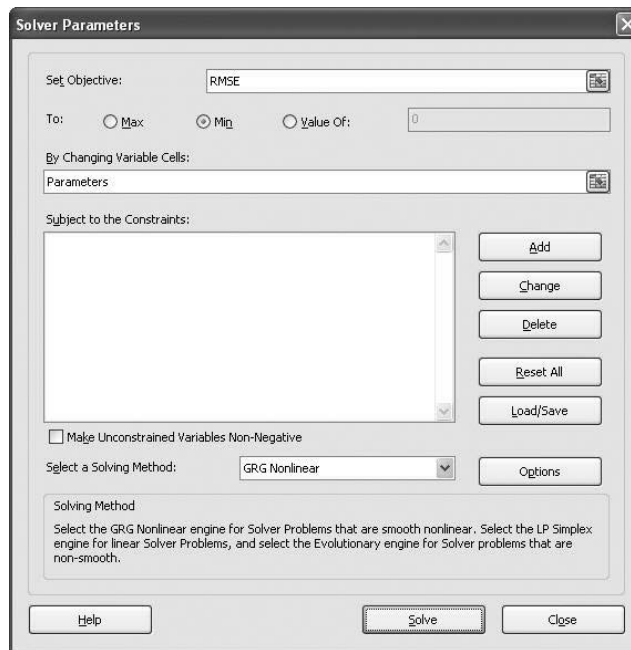 Solver Parameters
Set Objective: RMSE
To: Max Min Value Of: 0
By Changing Variable Cells:
Parameters
Subject to the Constraints:
Add
Change
Delete
Reset All
Load/Save
Make Unconstrained Variables Non-Negative
Select a Solving Method: GRG Nonlinear Options
Solving Method
Select the GRG Nonlinear engine for Solver Problems that are smooth nonlinear. Select the LP Simplex
engine for linear Solver Problems, and select the Evolutionary engine for Solver problems that are
non-smooth.
Help Solve Close